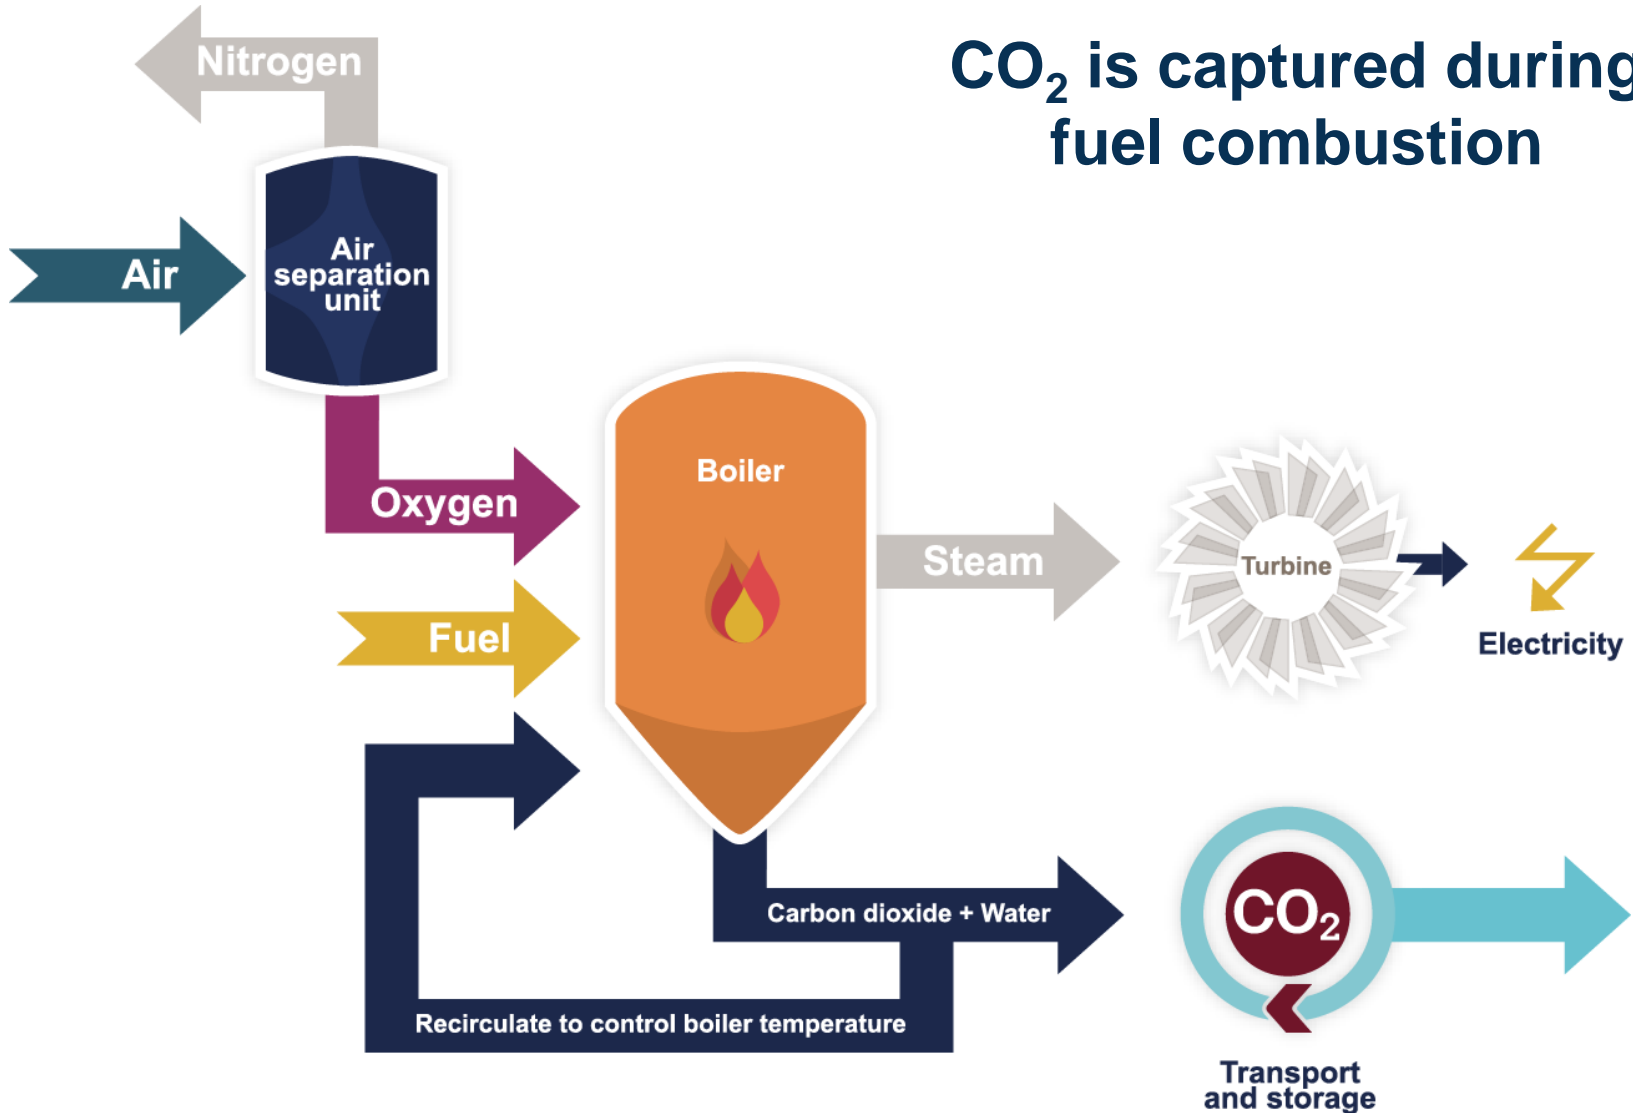 CO₂ is captured during
fuel combustion
Nitrogen
Air
Air
separation
unit
Oxygen
Boiler
Steam
Turbine
Fuel
Electricity
Carbon dioxide + Water
CO₂
Recirculate to control boiler temperature
Transport
and storage